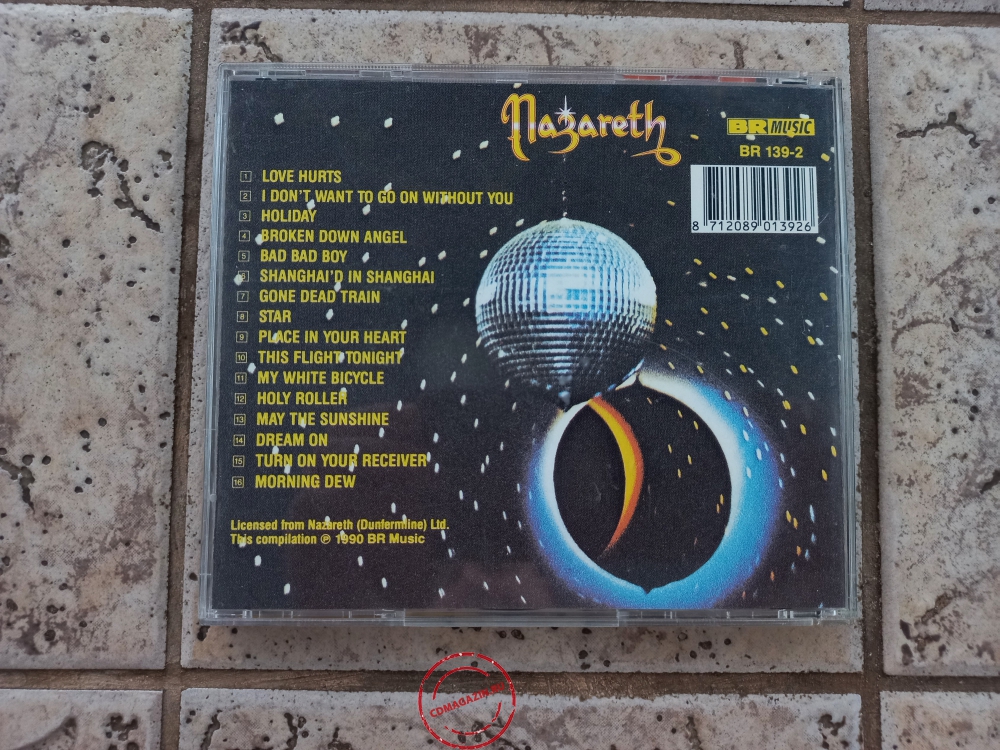 Nazareth
BR MUSIC
BR 139-2
8 712089 013926
1 LOVE HURTS
2 I DON'T WANT TO GO ON WITHOUT YOU
3 HOLIDAY
4 BROKEN DOWN ANGEL
5 BAD BAD BOY
6 SHANGHAI'D IN SHANGHAI
7 GONE DEAD TRAIN
8 STAR
9 PLACE IN YOUR HEART
10 THIS FLIGHT TONIGHT
11 MY WHITE BICYCLE
12 HOLY ROLLER
13 MAY THE SUNSHINE
14 DREAM ON
15 TURN ON YOUR RECEIVER
16 MORNING DEW
Licensed from Nazareth (Dunfermline) Ltd.
This compilation ℗ 1990 BR Music
CDMAGAZIN.RU